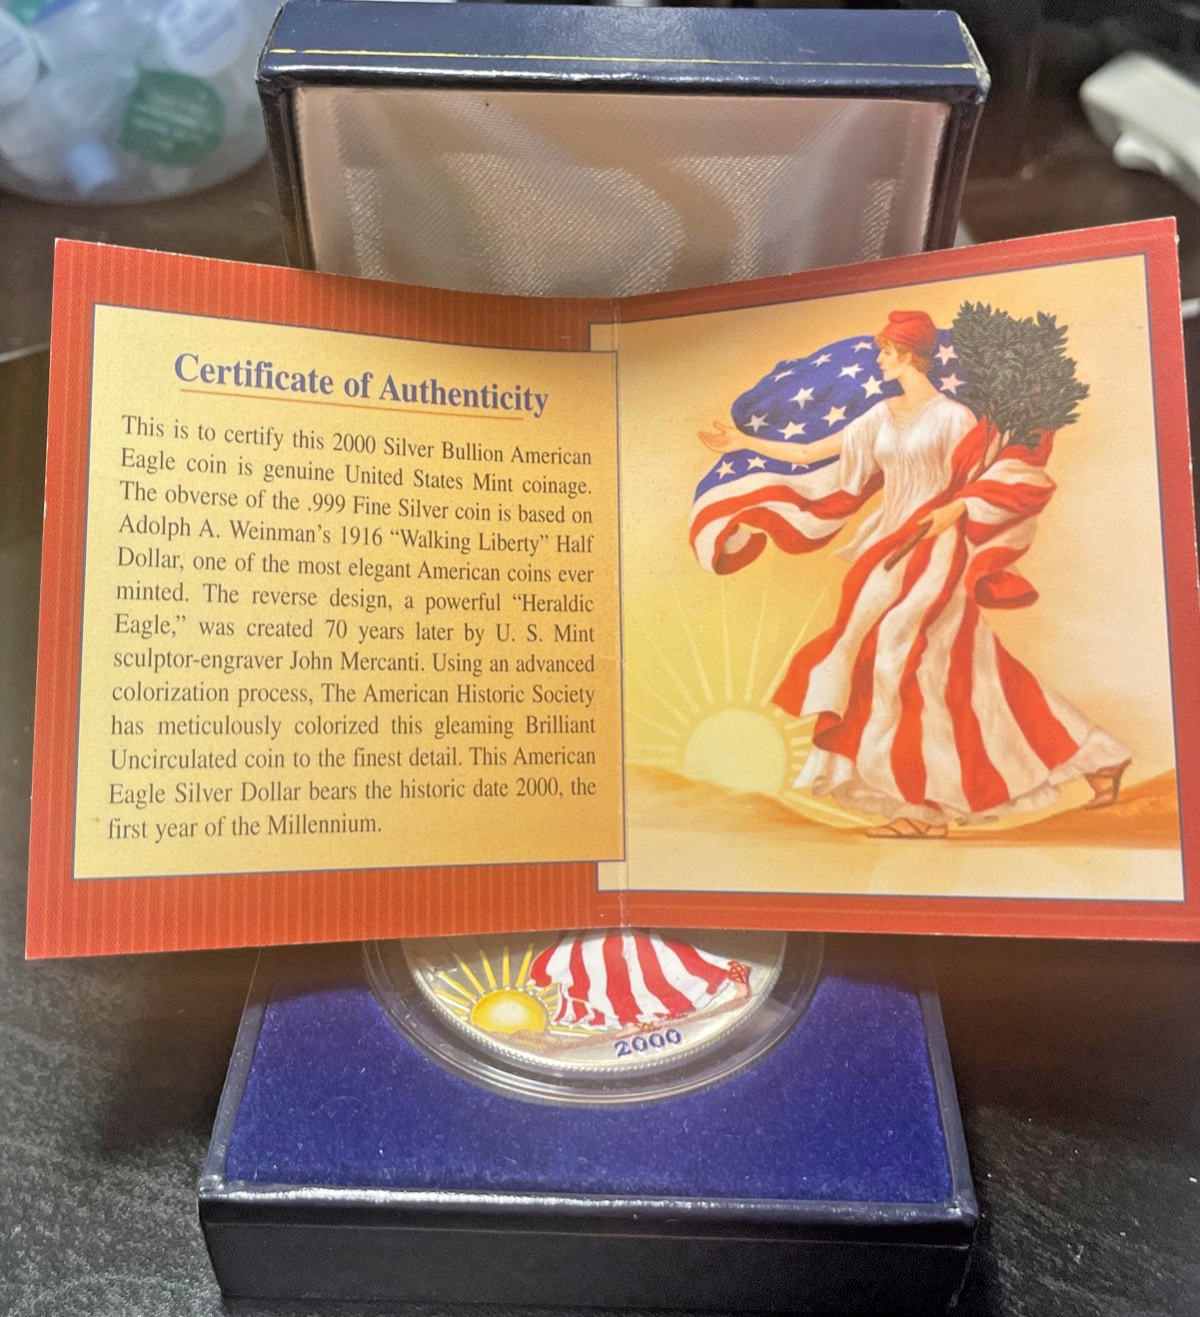 Certificate of Authenticity
This is to certify this 2000 Silver Bullion American
Eagle coin is genuine United States Mint coinage.
The obverse of the .999 Fine Silver coin is based on
Adolph A. Weinman's 1916 “Walking Liberty” Half
Dollar, one of the most elegant American coins ever
minted. The reverse design, a powerful “Heraldic
Eagle,” was created 70 years later by U. S. Mint
sculptor-engraver John Mercanti. Using an advanced
colorization process, The American Historic Society
has meticulously colorized this gleaming Brilliant
Uncirculated coin to the finest detail. This American
Eagle Silver Dollar bears the historic date 2000, the
first year of the Millennium.
2000